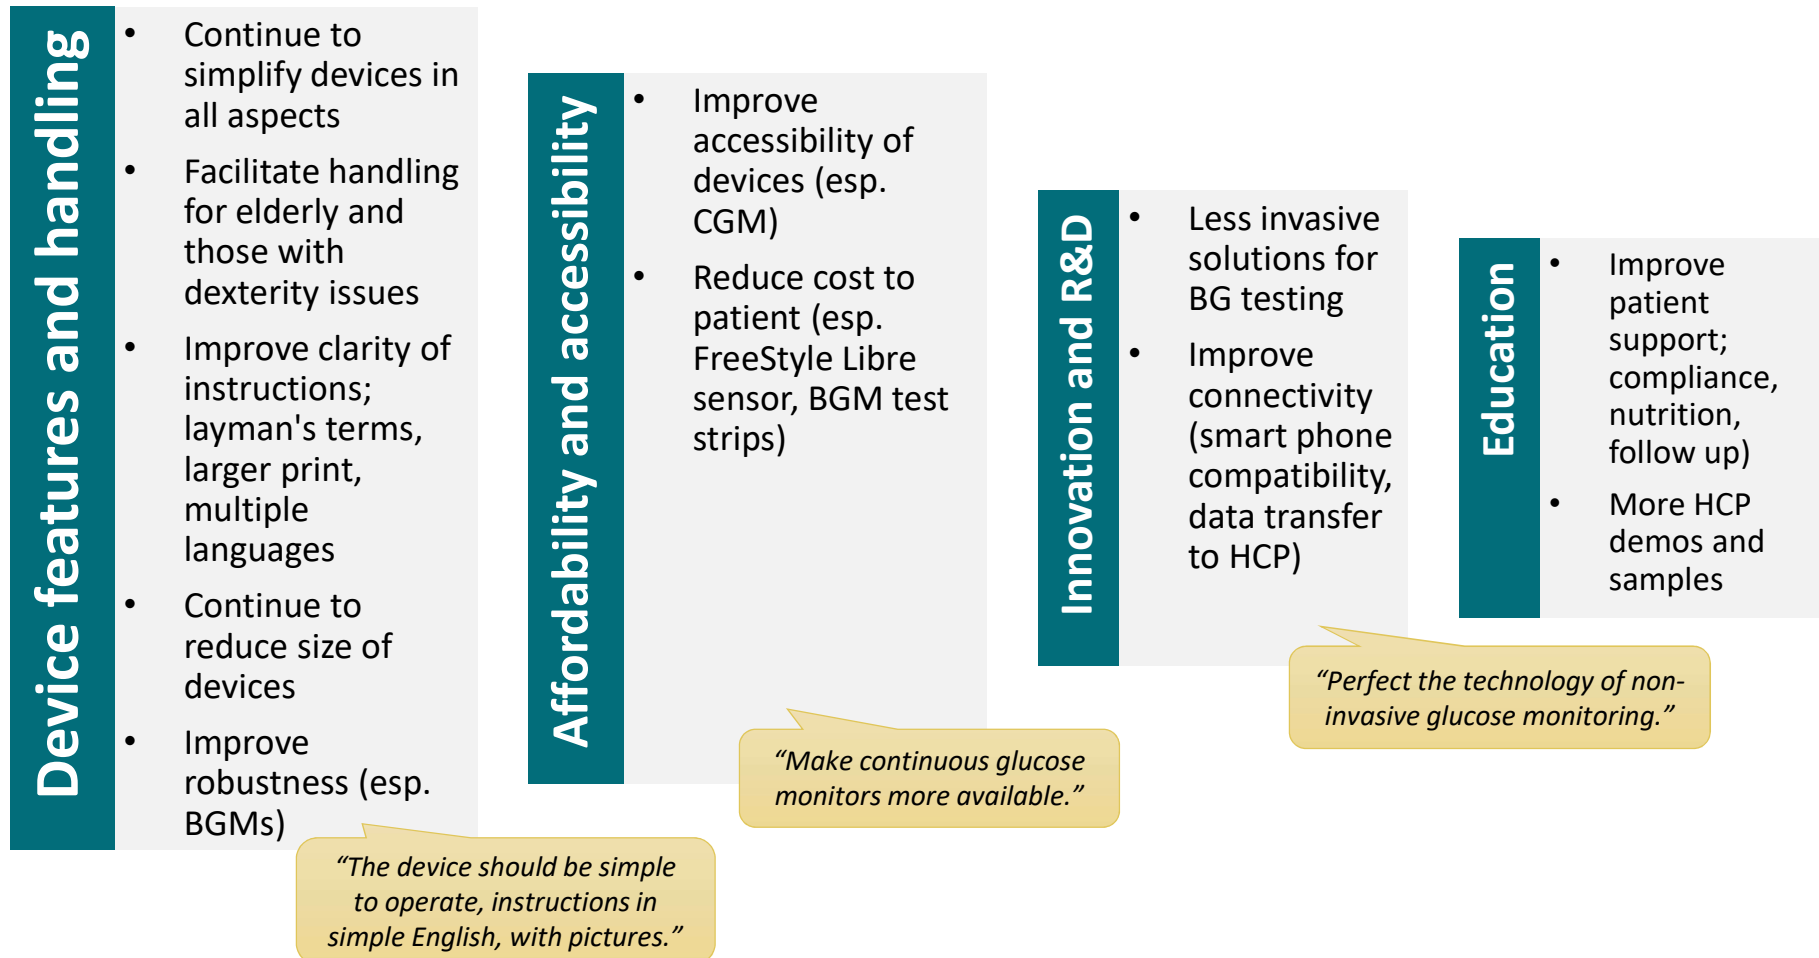 Device features and handling
• Continue to
simplify devices in
all aspects
• Facilitate handling
for elderly and
those with
dexterity issues
• Improve clarity of
instructions;
layman's terms,
larger print,
multiple
languages
• Continue to
reduce size of
devices
• Improve
robustness (esp.
BGMs)
“The device should be simple
to operate, instructions in
simple English, with pictures.”
Affordability and accessibility
• Improve
accessibility of
devices (esp.
CGM)
• Reduce cost to
patient (esp.
FreeStyle Libre
sensor, BGM test
strips)
“Make continuous glucose
monitors more available.”
Innovation and R&D
• Less invasive
solutions for
BG testing
• Improve
connectivity
(smart phone
compatibility,
data transfer
to HCP)
“Perfect the technology of non-
invasive glucose monitoring.”
Education
• Improve
patient
support;
compliance,
nutrition,
follow up)
• More HCP
demos and
samples